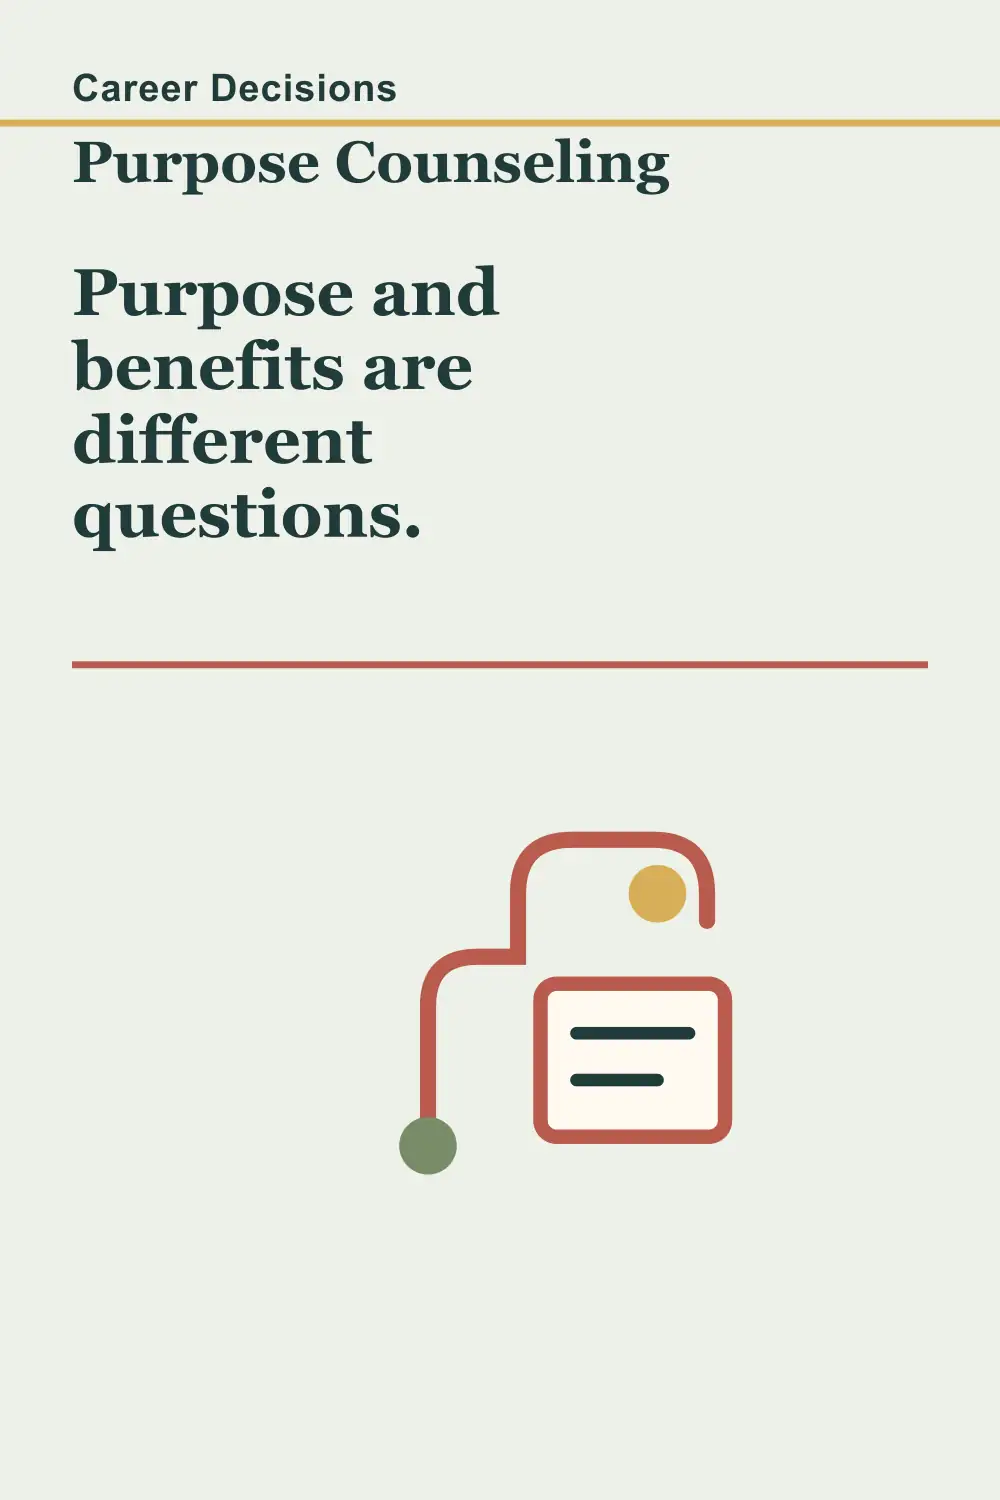 Career Decisions
Purpose Counseling
Purpose and
benefits are
different
questions.